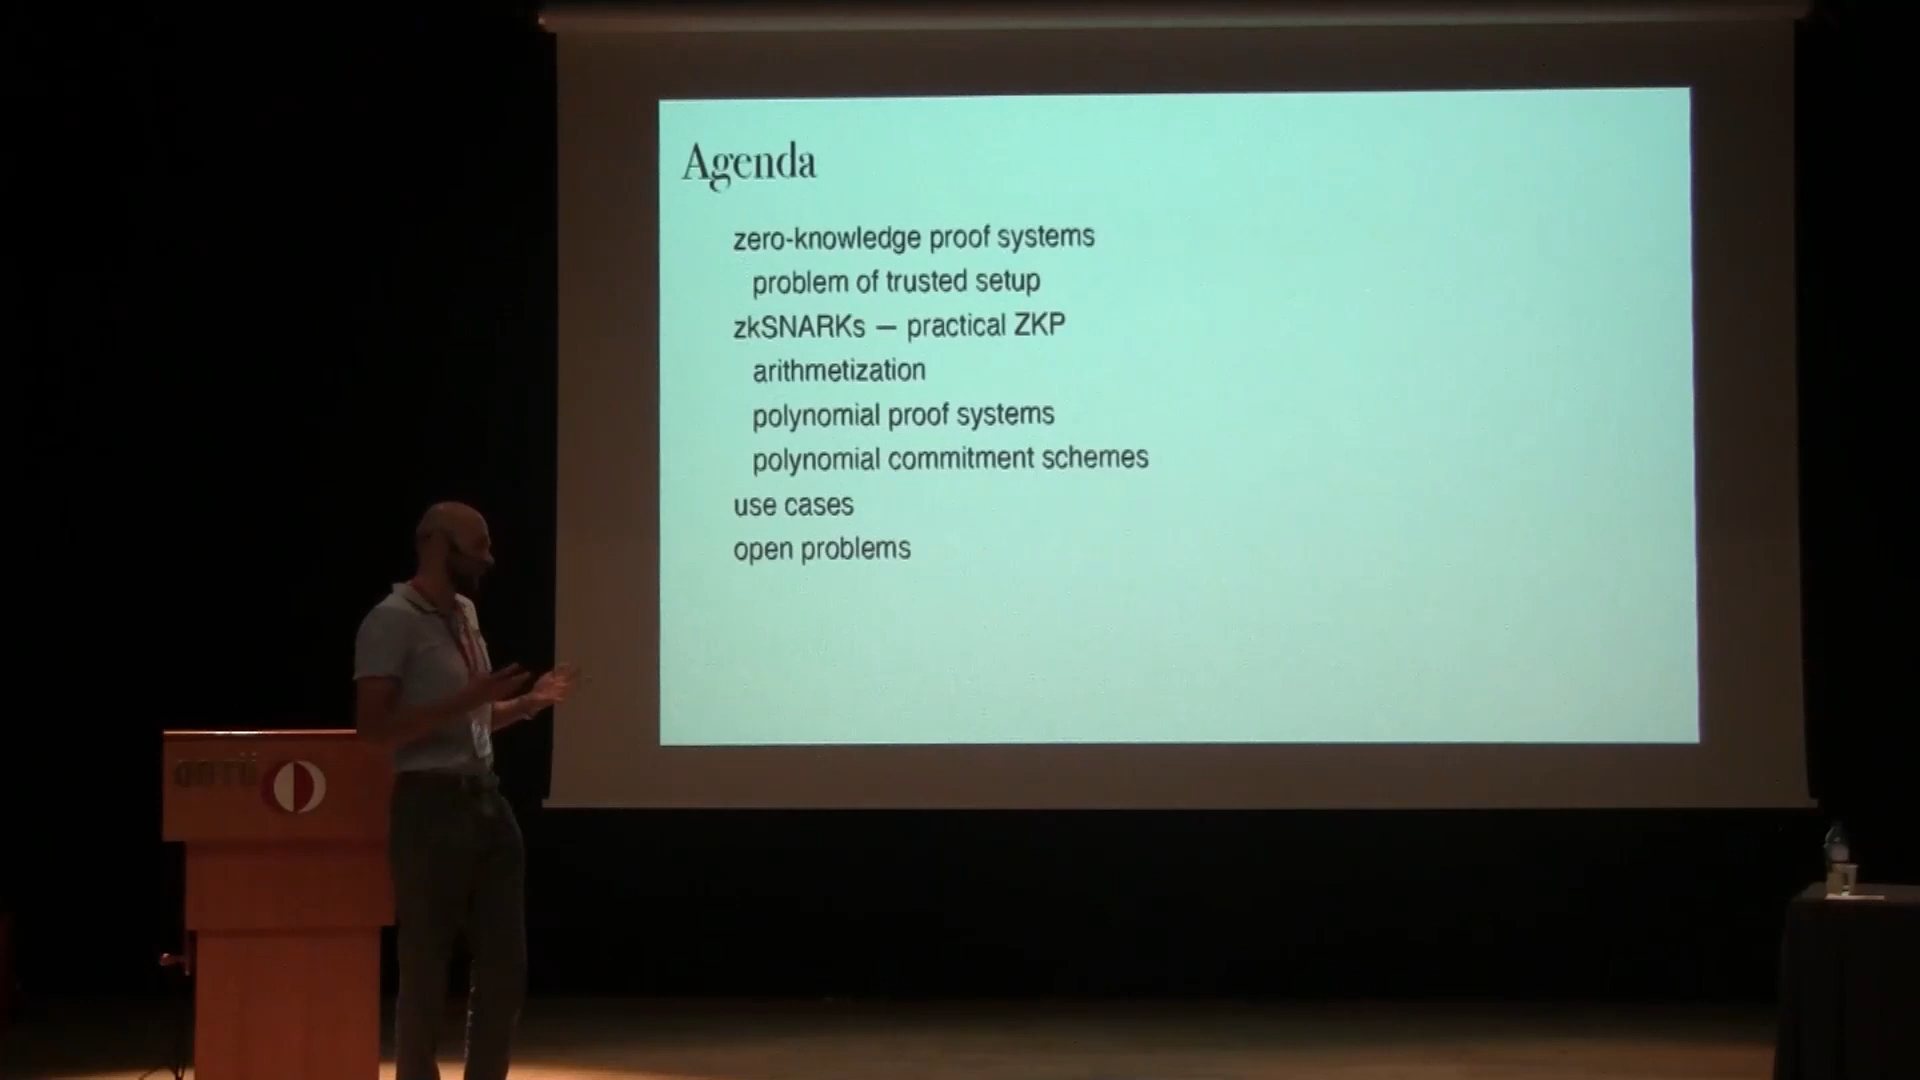 Agenda
zero-knowledge proof systems
problem of trusted setup
zkSNARKs — practical ZKP
arithmetization
polynomial proof systems
polynomial commitment schemes
use cases
open problems